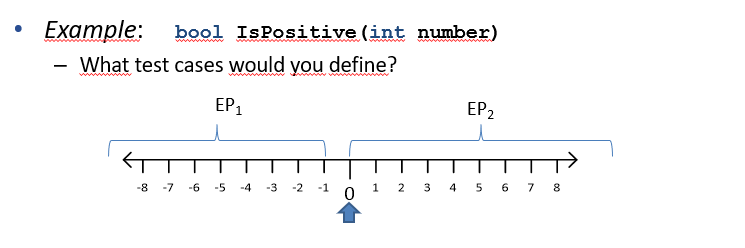 • Example: bool IsPositive(int number)
– What test cases would you define?
EP1 EP2
-8 -7 -6 -5 -4 -3 -2 -1 0 1 2 3 4 5 6 7 8